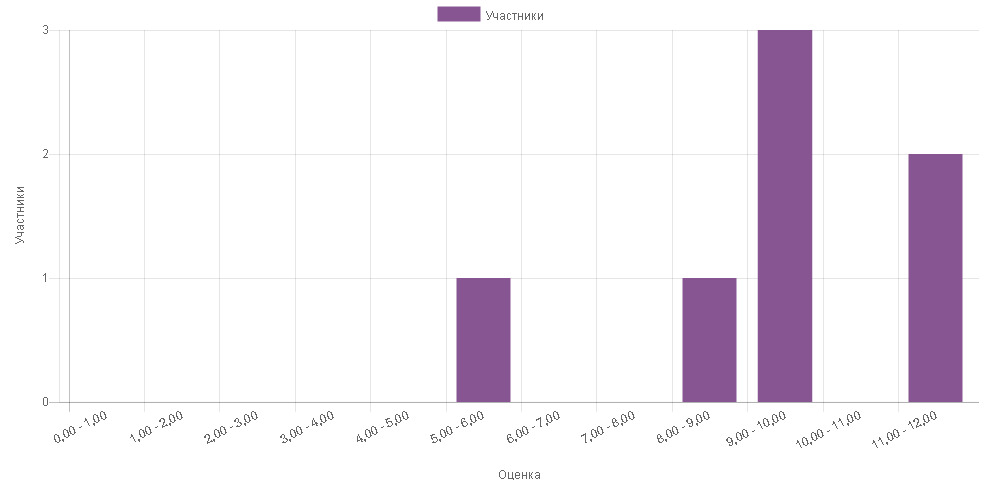 Участники
3
2
1
0
Участники
0,00 - 1,00
1,00 - 2,00
2,00 - 3,00
3,00 - 4,00
4,00 - 5,00
5,00 - 6,00
6,00 - 7,00
7,00 - 8,00
8,00 - 9,00
9,00 - 10,00
10,00 - 11,00
11,00 - 12,00
Оценка